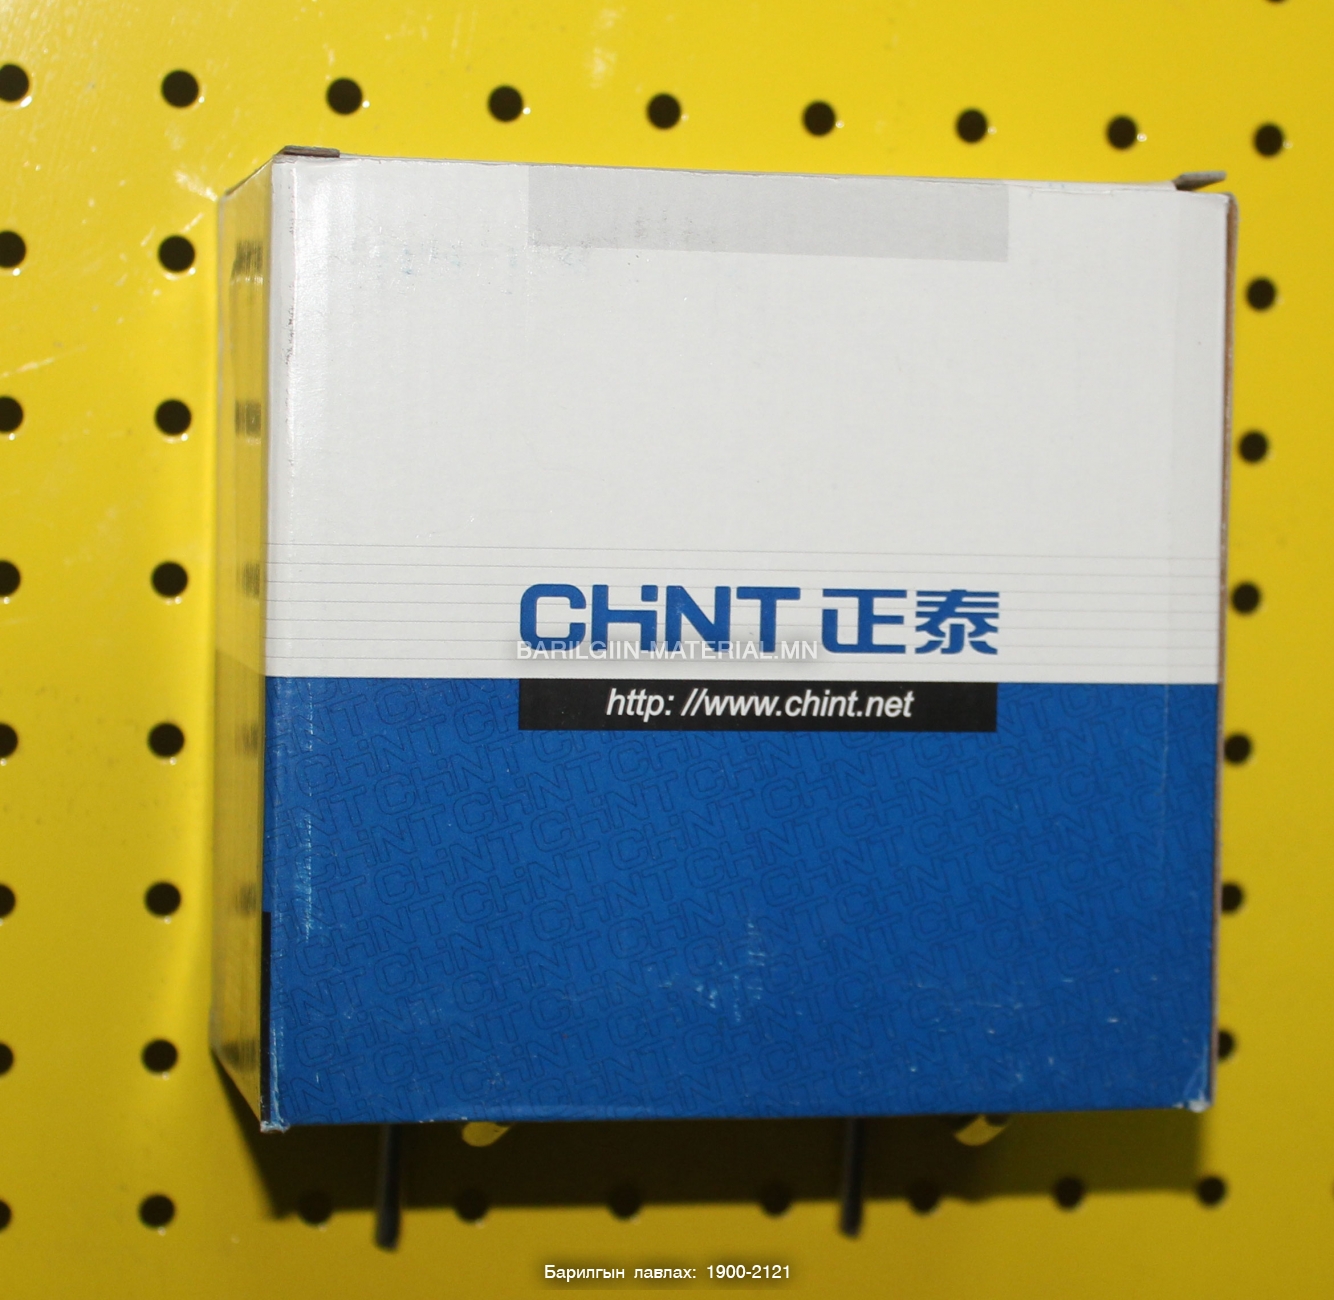 CHiNT 正泰
BARILGIIN-MATERIAL.MN
http: //www.chint.net
Барилгын лавлах: 1900-2121